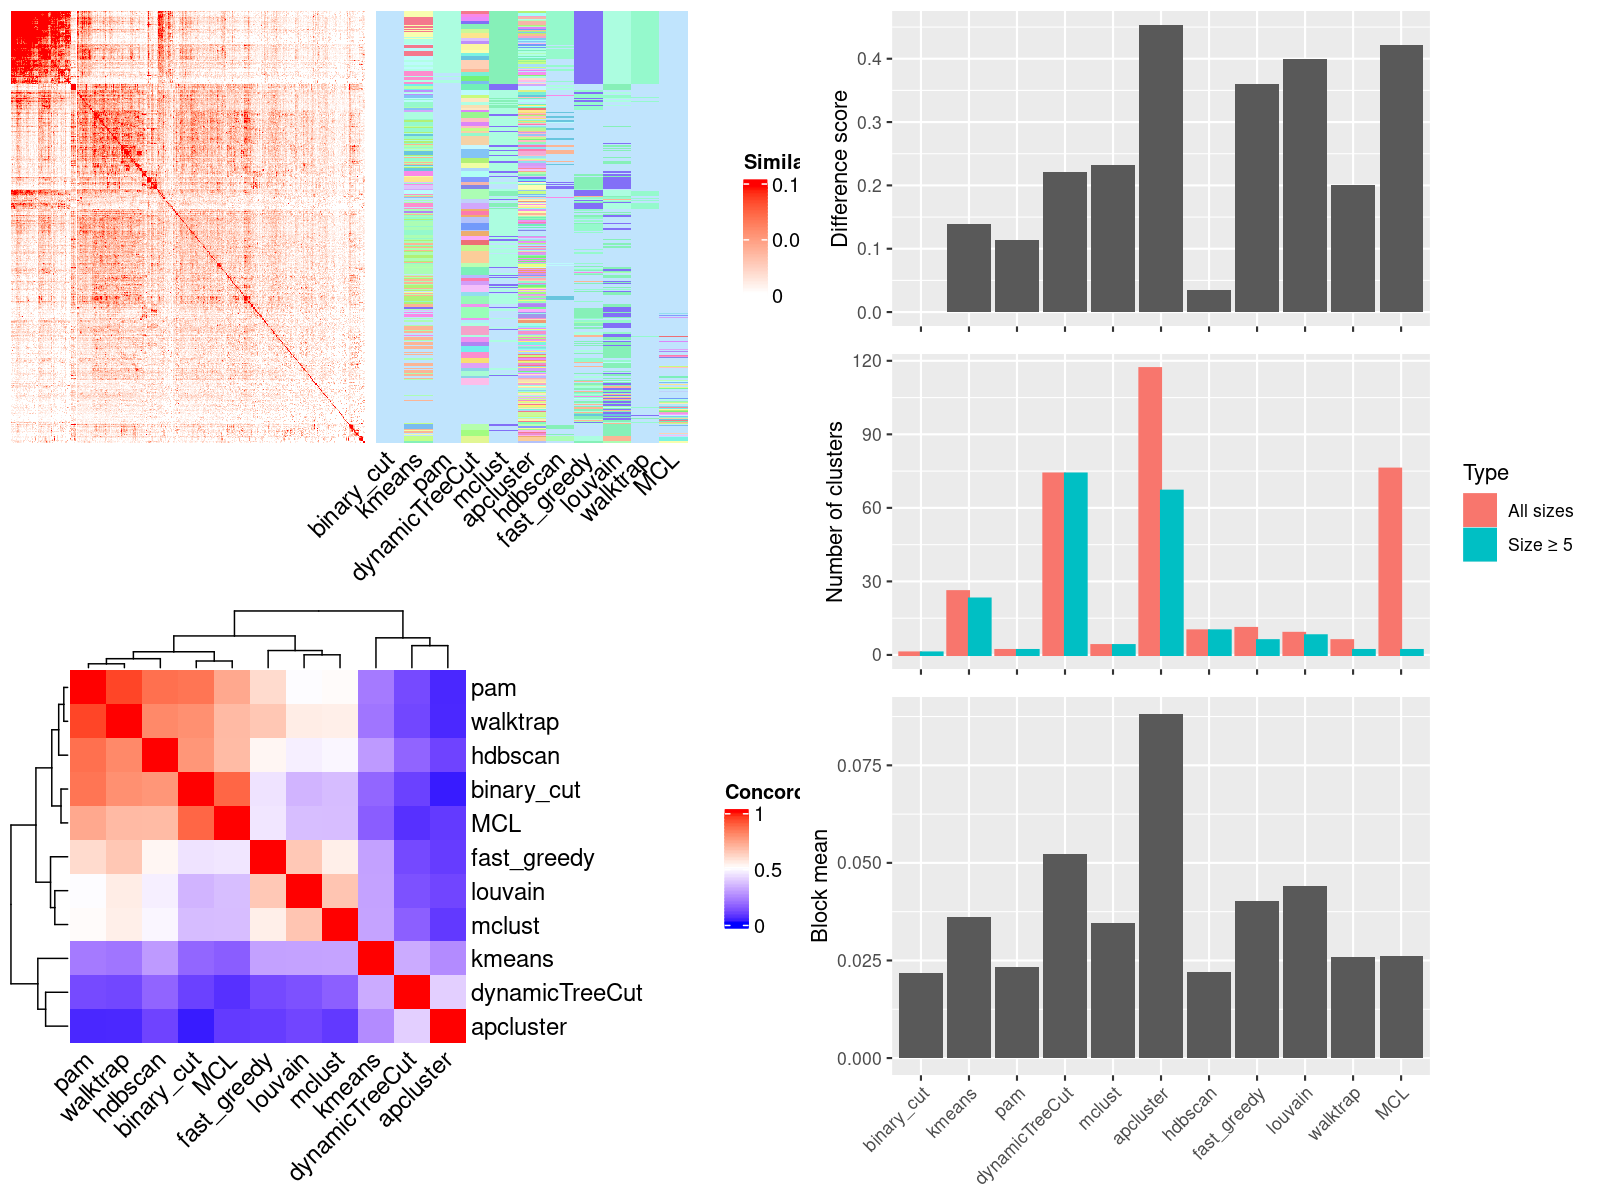 Simila
0.1
0.0
0
binary_cut
kmeans
pam
dynamicTreeCut
mclust
apcluster
hdbscan
fast_greedy
louvain
walktrap
MCL
pam
walktrap
hdbscan
binary_cut
MCL
fast_greedy
louvain
mclust
kmeans
dynamicTreeCut
apcluster
pam
walktrap
hdbscan
binary_cut
MCL
fast_greedy
louvain
mclust
kmeans
dynamicTreeCut
apcluster
Concord
1
0.5
0
Difference score
0.4
0.3
0.2
0.1
0.0
Number of clusters
120
90
60
30
0
Type
All sizes
Size ≥ 5
Block mean
0.075
0.050
0.025
0.000
binary_cut
kmeans
pam
dynamicTreeCut
mclust
apcluster
hdbscan
fast_greedy
louvain
walktrap
MCL